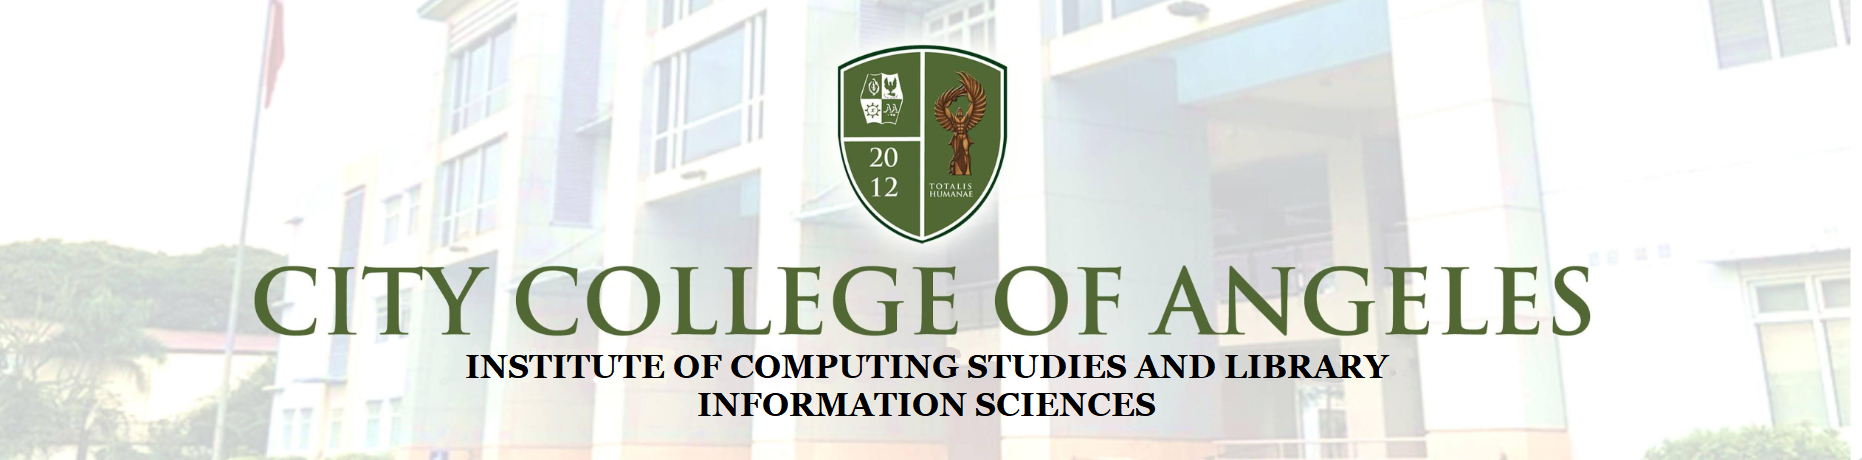 20
12
TOTALIS
HUMANAE
CITY COLLEGE OF ANGELES
INSTITUTE OF COMPUTING STUDIES AND LIBRARY
INFORMATION SCIENCES